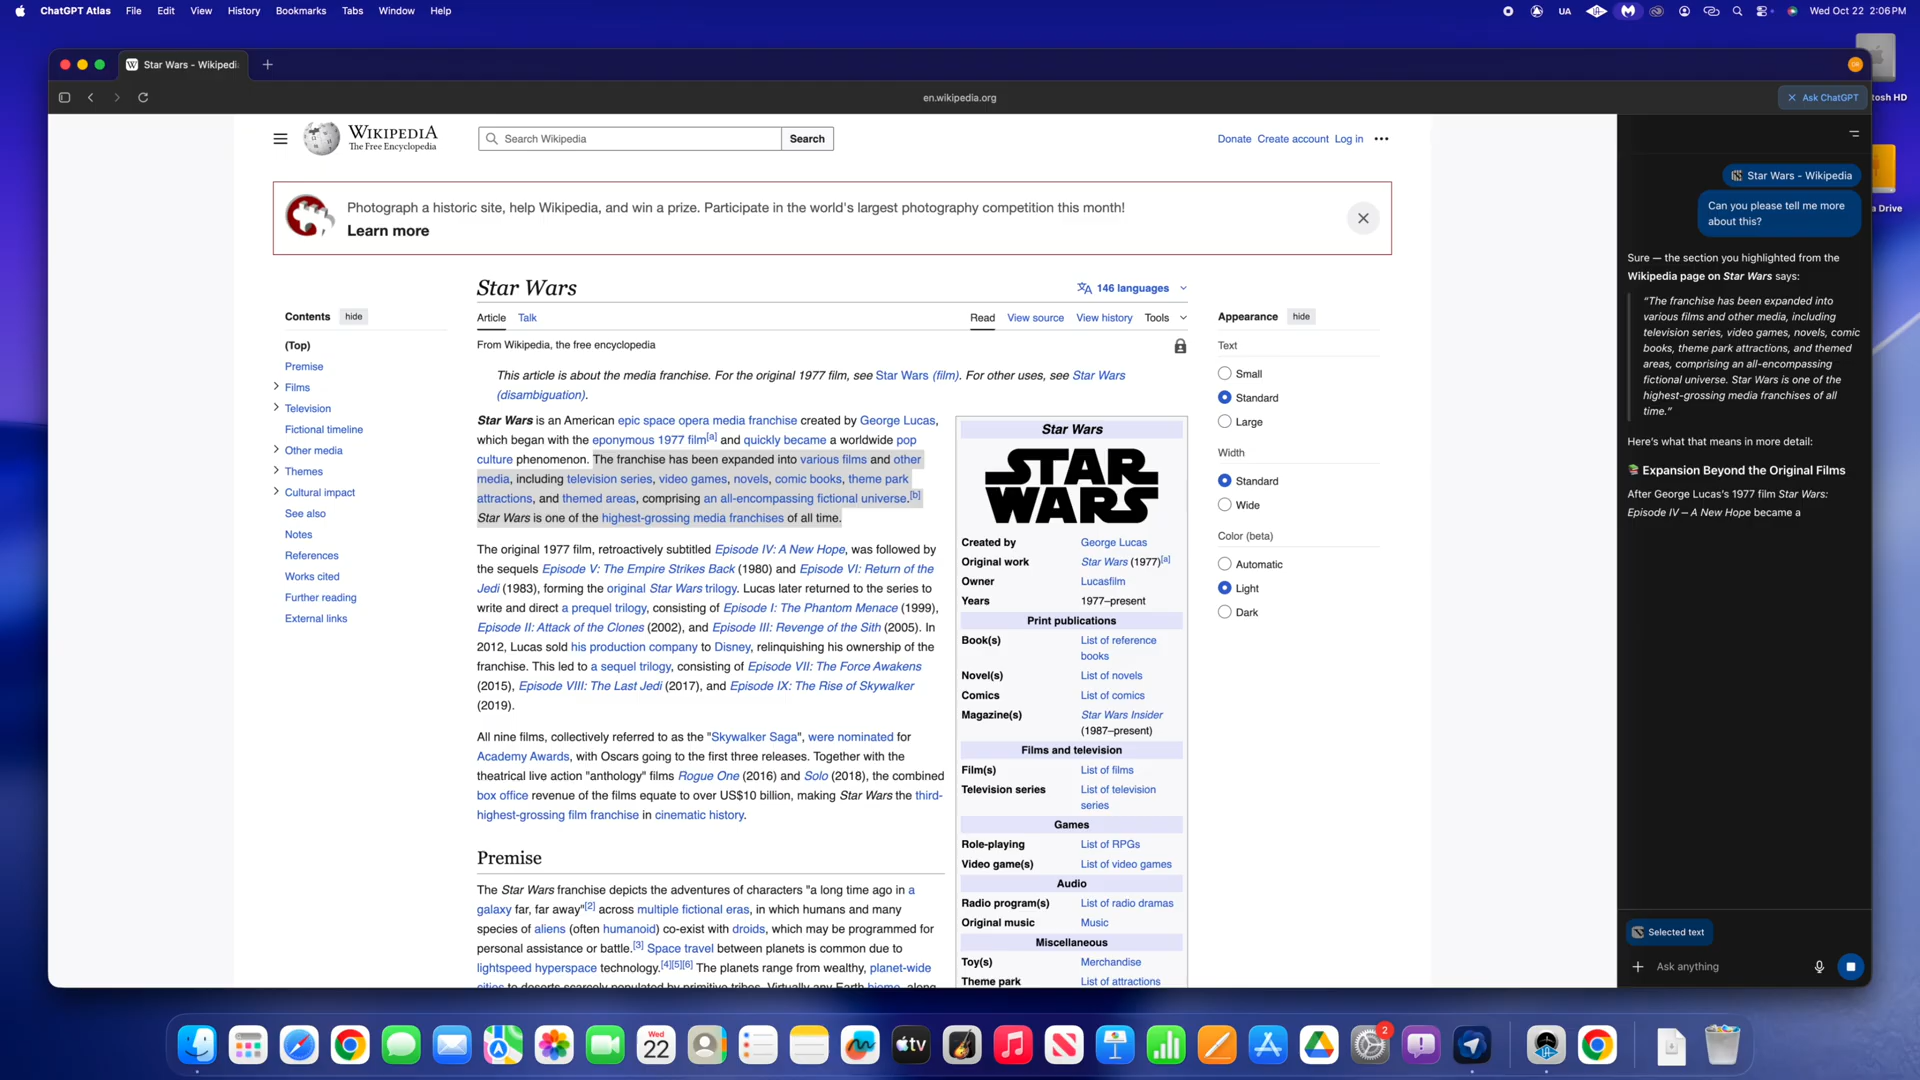 ChatGPT Atlas File Edit View History Bookmarks Tabs Window Help
UA
Wed Oct 22 2:06 PM
Star Wars - Wikipedi
en.wikipedia.org
Ask ChatGPT
tosh HD
a Drive
WIKIPEDIA
The Free Encyclopedia
Search Wikipedia
Search
Donate Create account Log in
Photograph a historic site, help Wikipedia, and win a prize. Participate in the world's largest photography competition this month!
Learn more
Contents hide
(Top)
Premise
Films
Television
Fictional timeline
Other media
Themes
Cultural impact
See also
Notes
References
Works cited
Further reading
External links
Star Wars
146 languages
Article Talk
Read View source View history Tools
From Wikipedia, the free encyclopedia
This article is about the media franchise. For the original 1977 film, see Star Wars (film). For other uses, see Star Wars
(disambiguation).
Star Wars is an American epic space opera media franchise created by George Lucas,
which began with the eponymous 1977 film[a] and quickly became a worldwide pop
culture phenomenon. The franchise has been expanded into various films and other
media, including television series, video games, novels, comic books, theme park
attractions, and themed areas, comprising an all-encompassing fictional universe.[b]
Star Wars is one of the highest-grossing media franchises of all time.
The original 1977 film, retroactively subtitled Episode IV: A New Hope, was followed by
the sequels Episode V: The Empire Strikes Back (1980) and Episode VI: Return of the
Jedi (1983), forming the original Star Wars trilogy. Lucas later returned to the series to
write and direct a prequel trilogy, consisting of Episode I: The Phantom Menace (1999),
Episode II: Attack of the Clones (2002), and Episode III: Revenge of the Sith (2005). In
2012, Lucas sold his production company to Disney, relinquishing his ownership of the
franchise. This led to a sequel trilogy, consisting of Episode VII: The Force Awakens
(2015), Episode VIII: The Last Jedi (2017), and Episode IX: The Rise of Skywalker
(2019).
All nine films, collectively referred to as the "Skywalker Saga", were nominated for
Academy Awards, with Oscars going to the first three releases. Together with the
theatrical live action "anthology" films Rogue One (2016) and Solo (2018), the combined
box office revenue of the films equate to over US$10 billion, making Star Wars the third-
highest-grossing film franchise in cinematic history.
Premise
The Star Wars franchise depicts the adventures of characters "a long time ago in a
galaxy far, far away"[2] across multiple fictional eras, in which humans and many
species of aliens (often humanoid) co-exist with droids, which may be programmed for
personal assistance or battle.[3] Space travel between planets is common due to
lightspeed hyperspace technology.[4][5][6] The planets range from wealthy, planet-wide
cities to deserts scarcely populated by primitive tribes. Virtually any Earth biome, along
Star Wars
STAR
WARS
Created by George Lucas
Original work Star Wars (1977)[a]
Owner Lucasfilm
Years 1977–present
Print publications
Book(s) List of reference
books
Novel(s) List of novels
Comics List of comics
Magazine(s) Star Wars Insider
(1987–present)
Films and television
Film(s) List of films
Television series List of television
series
Games
Role-playing List of RPGs
Video game(s) List of video games
Audio
Radio program(s) List of radio dramas
Original music Music
Miscellaneous
Toy(s) Merchandise
Theme park List of attractions
Appearance hide
Text
Small
Standard
Large
Width
Standard
Wide
Color (beta)
Automatic
Light
Dark
Star Wars - Wikipedia
Can you please tell me more
about this?
Sure — the section you highlighted from the
Wikipedia page on Star Wars says:
“The franchise has been expanded into
various films and other media, including
television series, video games, novels, comic
books, theme park attractions, and themed
areas, comprising an all-encompassing
fictional universe. Star Wars is one of the
highest-grossing media franchises of all
time.”
Here’s what that means in more detail:
Expansion Beyond the Original Films
After George Lucas’s 1977 film Star Wars:
Episode IV – A New Hope became a
Selected text
Ask anything
Wed
22
tv
2